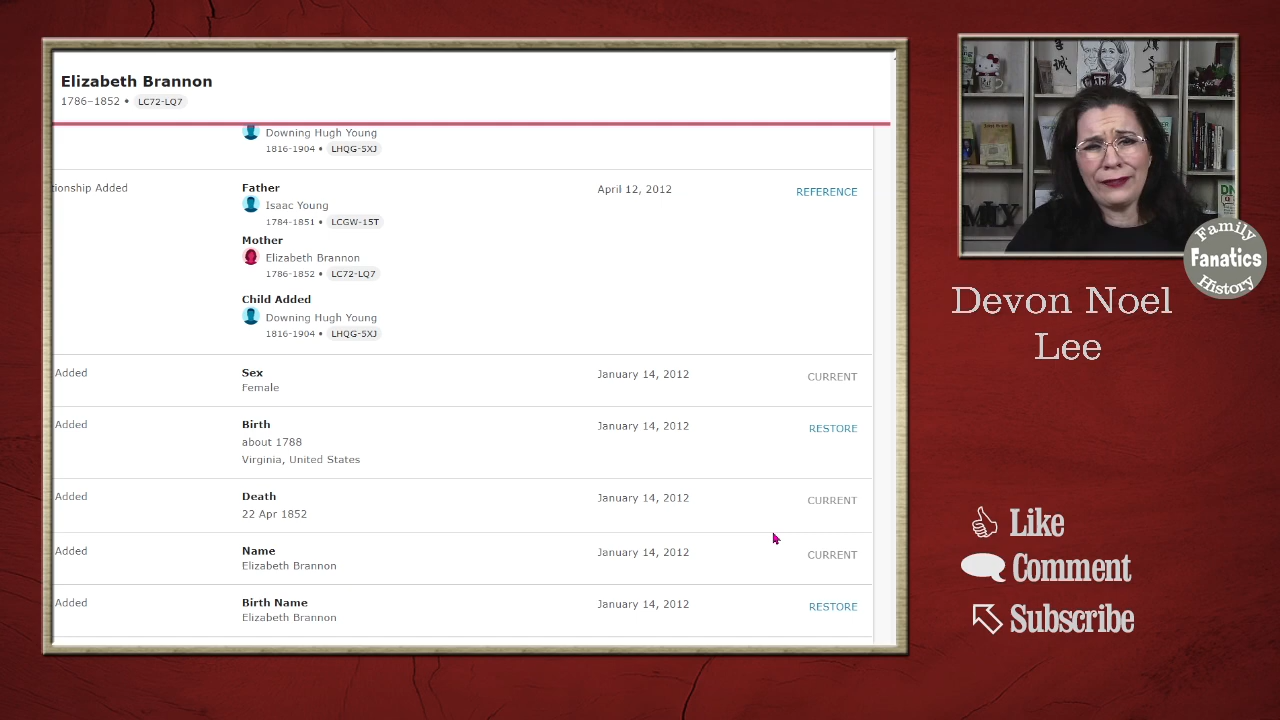 Elizabeth Brannon
1786–1852 • LC72-LQ7
Downing Hugh Young
1816-1904 • LHQG-5XJ
tionship Added
Father
April 12, 2012
REFERENCE
Isaac Young
1784-1851 • LCGW-15T
Mother
Elizabeth Brannon
1786-1852 • LC72-LQ7
Child Added
Downing Hugh Young
1816-1904 • LHQG-5XJ
Added
Sex
January 14, 2012
CURRENT
Female
Added
Birth
January 14, 2012
RESTORE
about 1788
Virginia, United States
Added
Death
January 14, 2012
CURRENT
22 Apr 1852
Added
Name
January 14, 2012
CURRENT
Elizabeth Brannon
Added
Birth Name
January 14, 2012
RESTORE
Elizabeth Brannon
Family
Fanatics
History
Devon Noel
Lee
Like
Comment
Subscribe